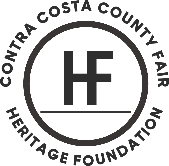 CONTRA COSTA COUNTY FAIR
HF
HERITAGE FOUNDATION